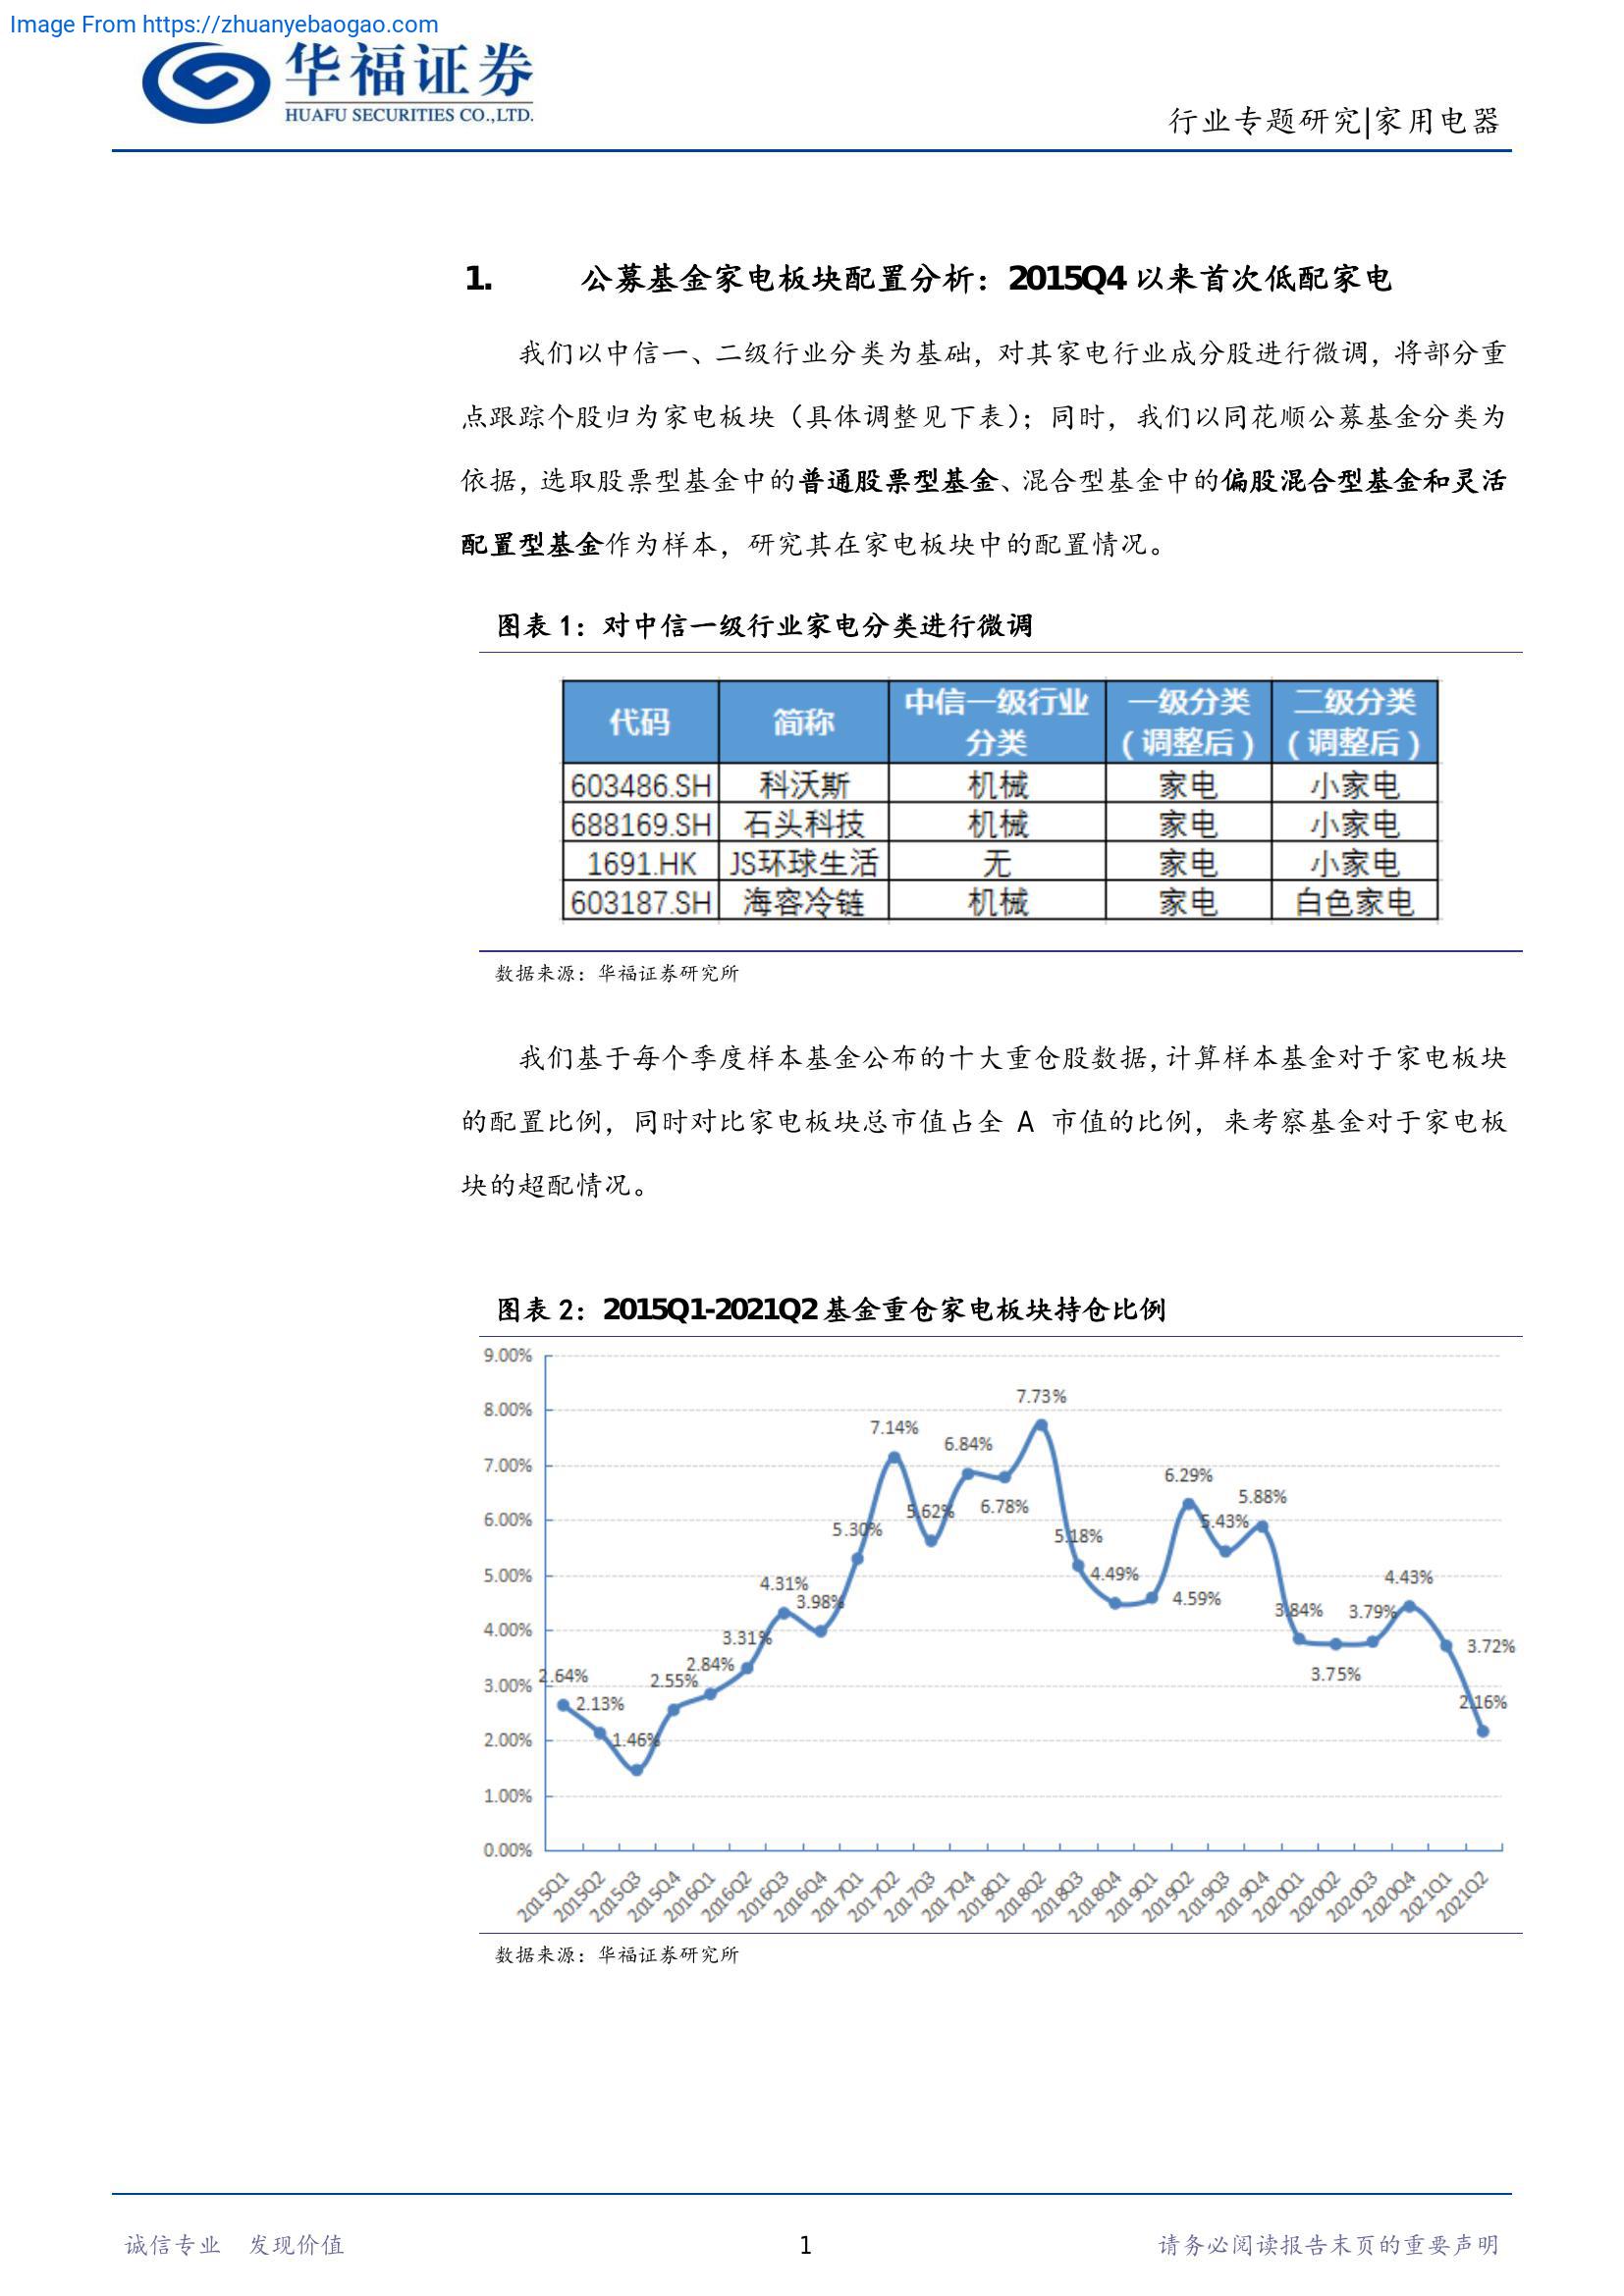 Image From https://zhuanyebaogao.com
华福证券
HUAFU SECURITIES CO.,LTD.
行业专题研究|家用电器
1. 公募基金家电板块配置分析：2015Q4 以来首次低配家电
我们以中信一、二级行业分类为基础，对其家电行业成分股进行微调，将部分重
点跟踪个股归为家电板块（具体调整见下表）；同时，我们以同花顺公募基金分类为
依据，选取股票型基金中的普通股票型基金、混合型基金中的偏股混合型基金和灵活
配置型基金作为样本，研究其在家电板块中的配置情况。
图表 1：对中信一级行业家电分类进行微调
代码 简称 中信一级行业分类 一级分类（调整后） 二级分类（调整后）
603486.SH 科沃斯 机械 家电 小家电
688169.SH 石头科技 机械 家电 小家电
1691.HK JS环球生活 无 家电 小家电
603187.SH 海容冷链 机械 家电 白色家电
数据来源：华福证券研究所
我们基于每个季度样本基金公布的十大重仓股数据，计算样本基金对于家电板块
的配置比例，同时对比家电板块总市值占全 A 市值的比例，来考察基金对于家电板
块的超配情况。
图表 2：2015Q1-2021Q2 基金重仓家电板块持仓比例
9.00%
8.00%
7.00%
6.00%
5.00%
4.00%
3.00%
2.00%
1.00%
0.00%
2.64% 2.13% 1.46% 2.55% 2.84% 3.31% 4.31% 3.98% 5.30% 7.14% 5.62% 6.84% 6.78% 7.73% 5.18% 4.49% 4.59% 6.29% 5.43% 5.88% 3.84% 3.75% 3.79% 4.43% 3.72% 2.16%
2015Q1 2015Q2 2015Q3 2015Q4 2016Q1 2016Q2 2016Q3 2016Q4 2017Q1 2017Q2 2017Q3 2017Q4 2018Q1 2018Q2 2018Q3 2018Q4 2019Q1 2019Q2 2019Q3 2019Q4 2020Q1 2020Q2 2020Q3 2020Q4 2021Q1 2021Q2
数据来源：华福证券研究所
诚信专业 发现价值 1 请务必阅读报告末页的重要声明